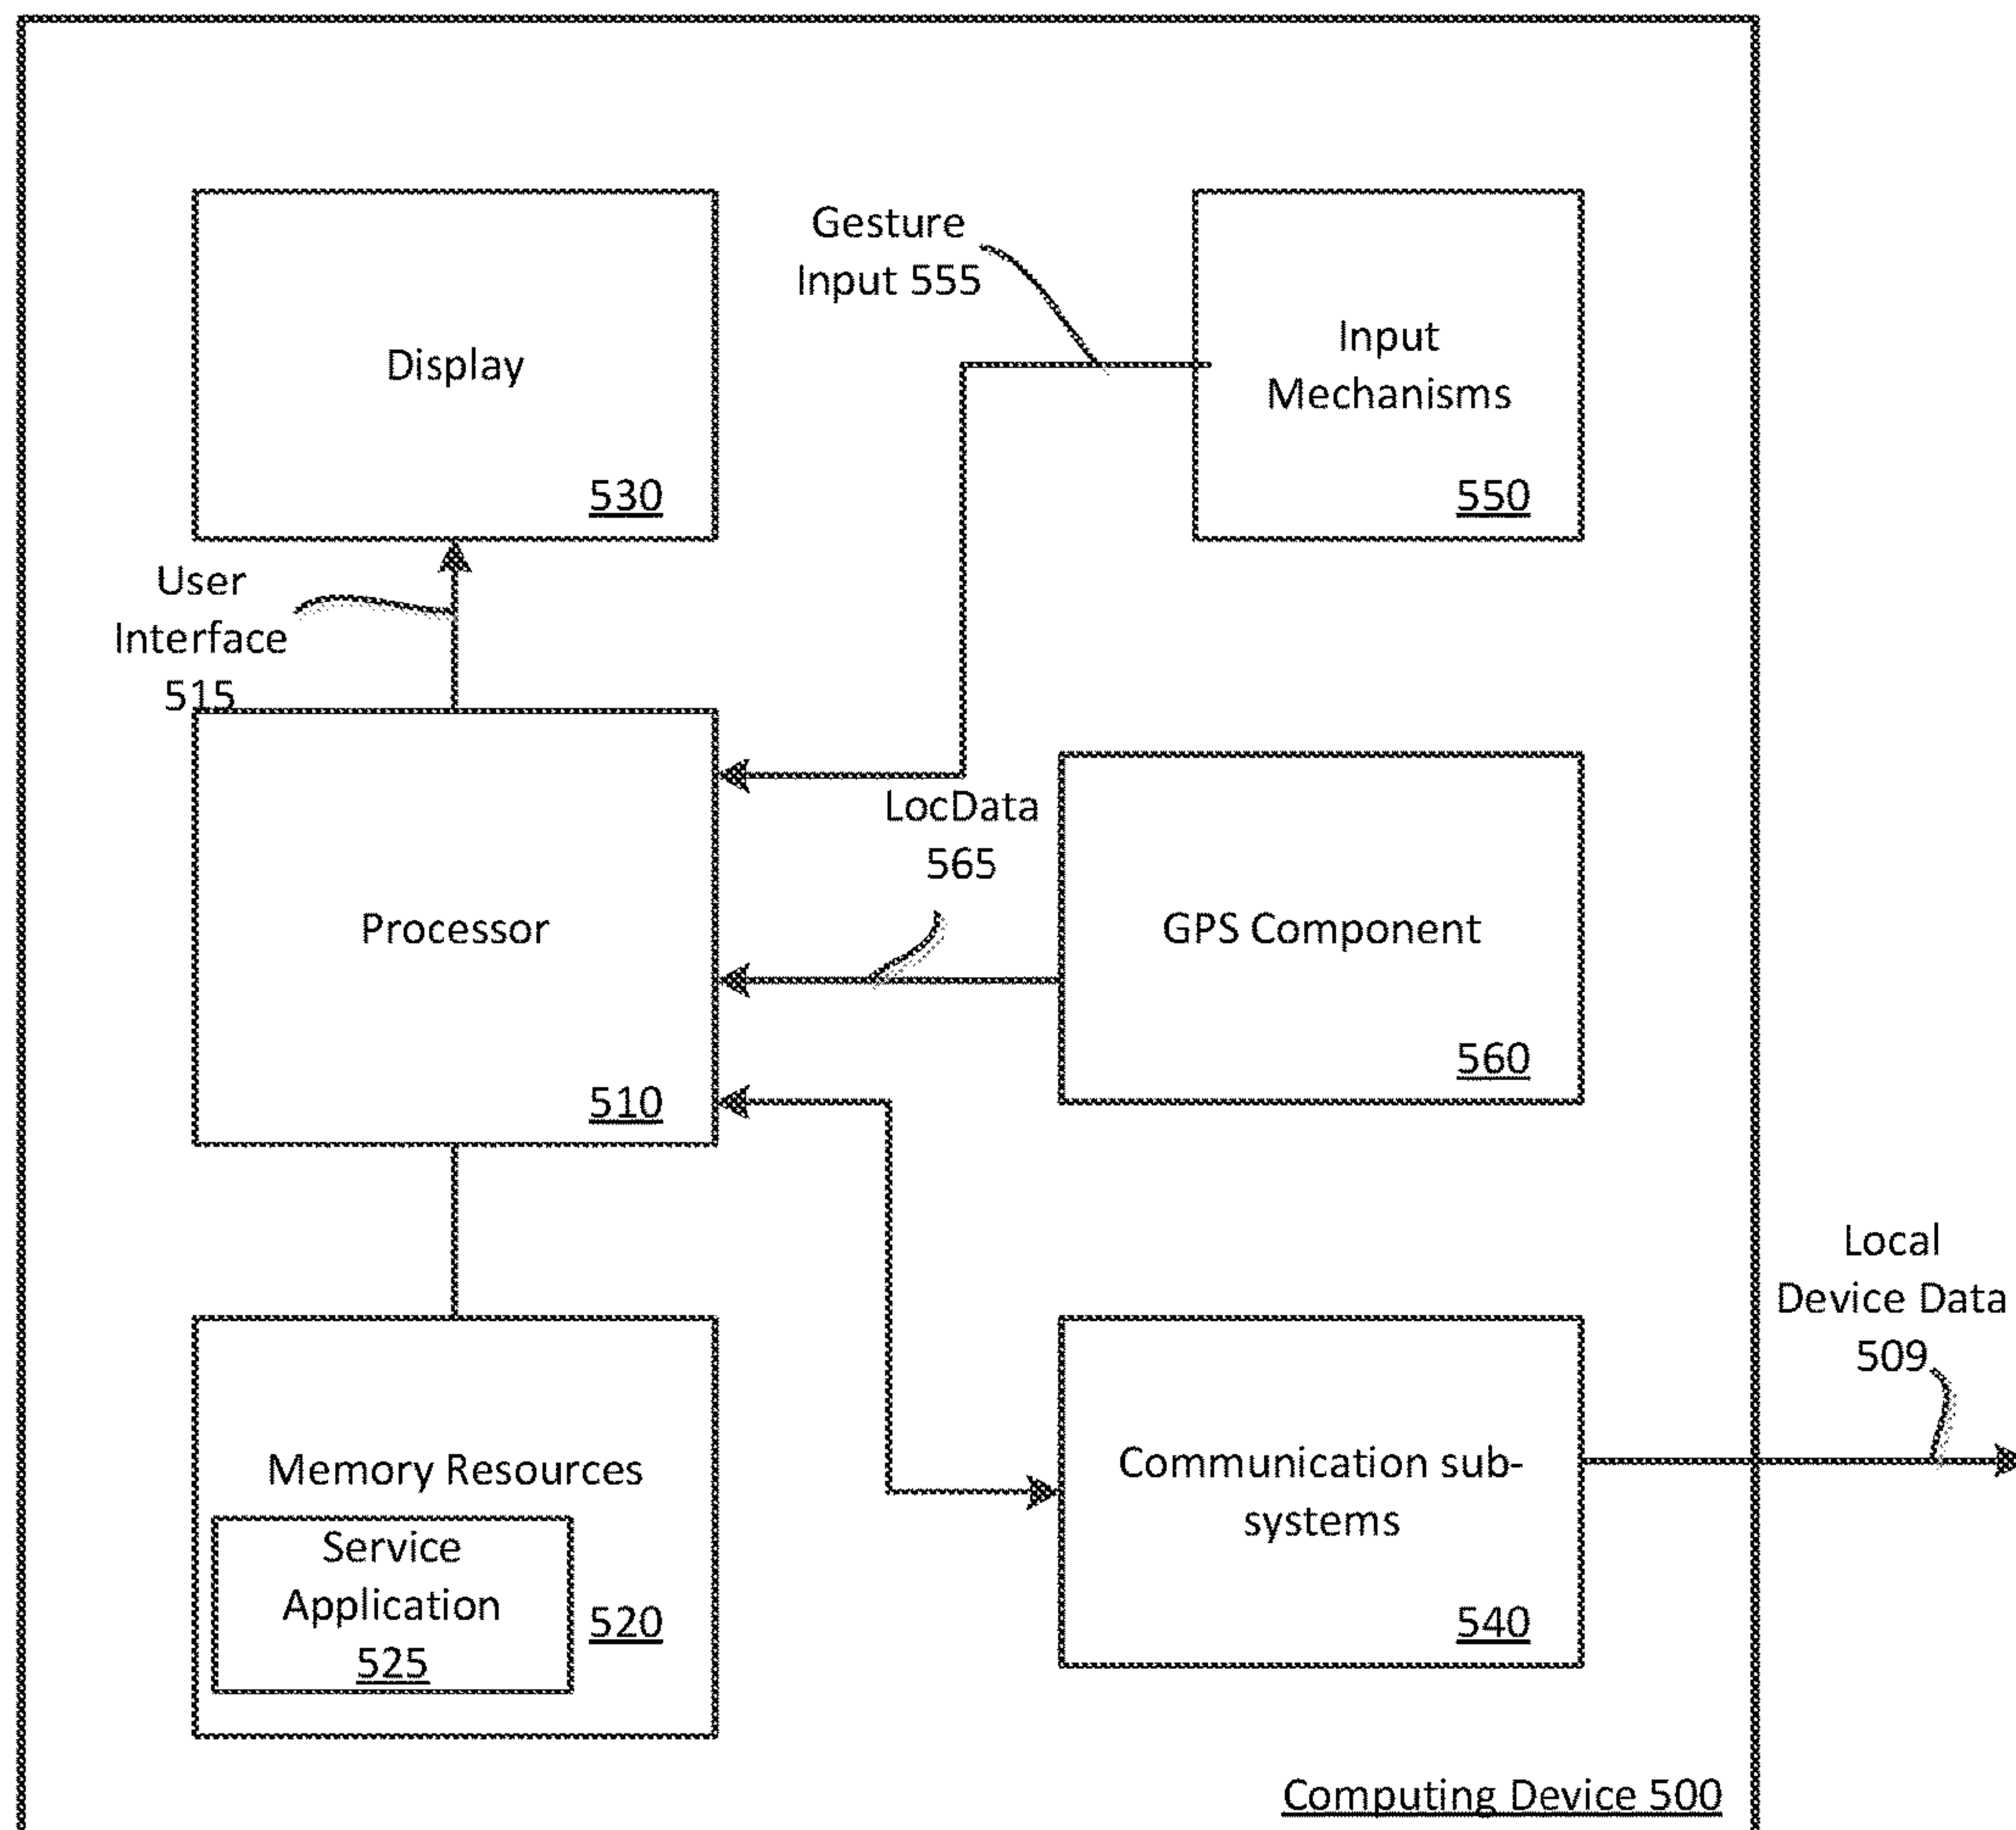 Gesture
Input 555
Display
530
Input
Mechanisms
550
User
Interface
515
Processor
510
LocData
565
GPS Component
560
Memory Resources
Service
Application
525
520
Communication sub-
systems
540
Local
Device Data
509
Computing Device 500